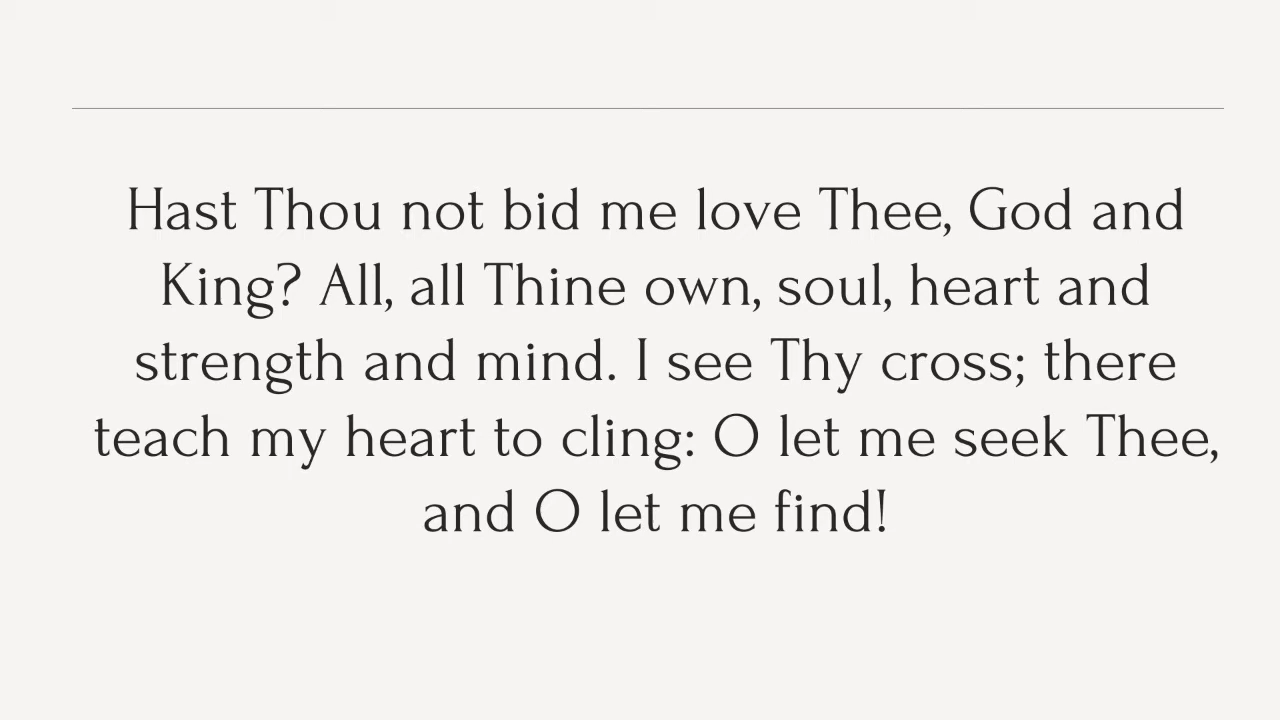 Hast Thou not bid me love Thee, God and
King? All, all Thine own, soul, heart and
strength and mind. I see Thy cross; there
teach my heart to cling: O let me seek Thee,
and O let me find!